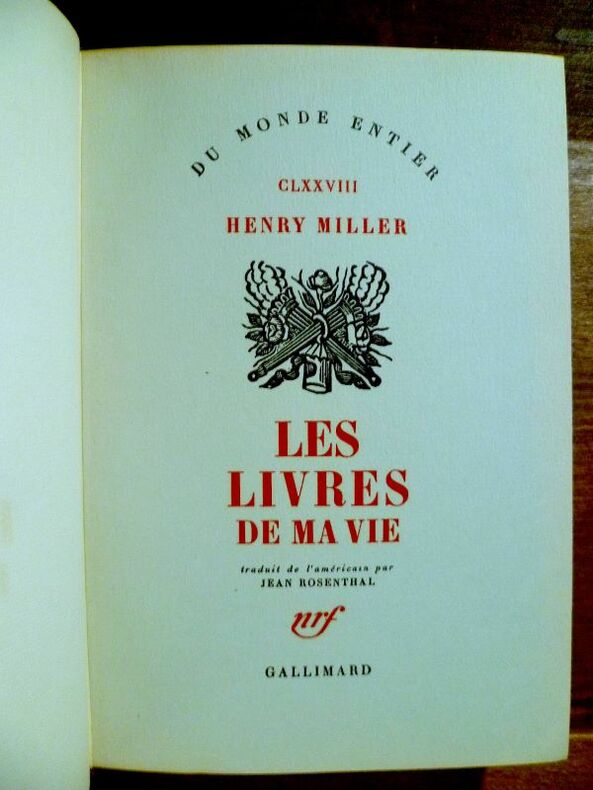 DU MONDE ENTIER
CLXXVIII
HENRY MILLER
LES
LIVRES
DE MA VIE
traduit de l'américain par
JEAN ROSENTHAL
nrf
GALLIMARD